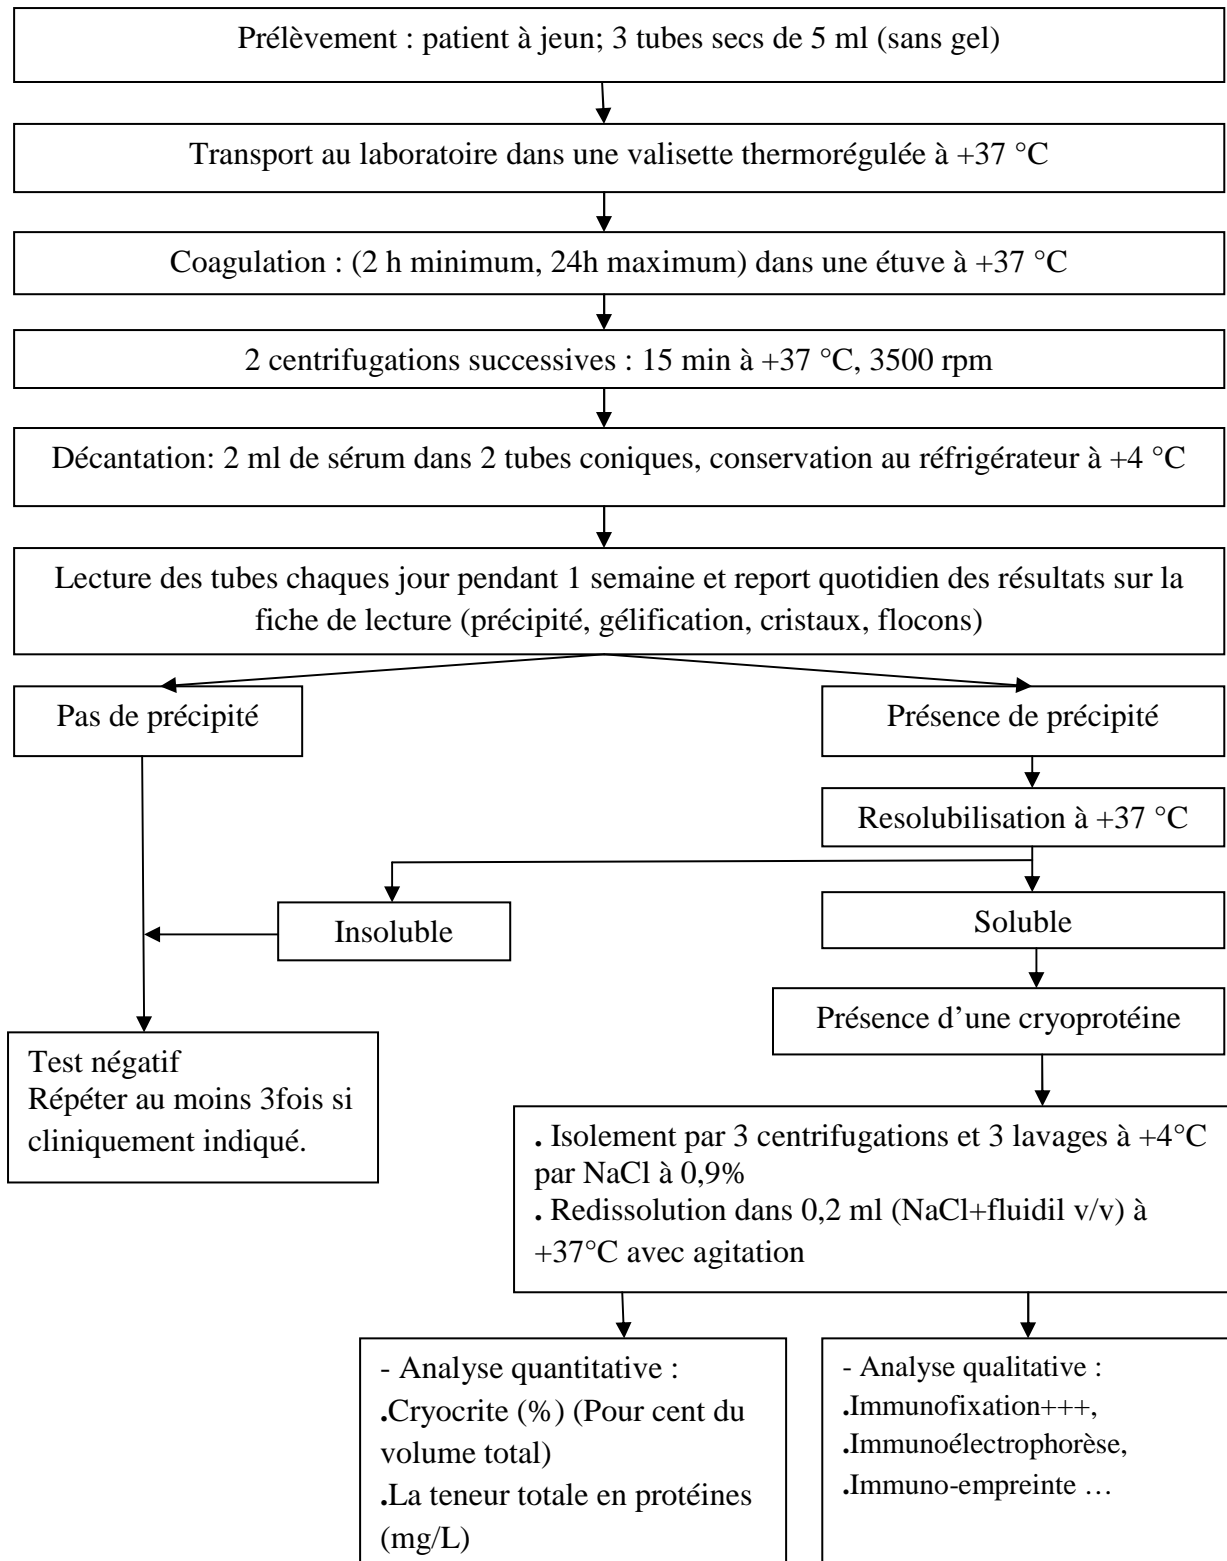 Prélèvement : patient à jeun; 3 tubes secs de 5 ml (sans gel)
Transport au laboratoire dans une valisette thermorégulée à +37 °C
Coagulation : (2 h minimum, 24h maximum) dans une étuve à +37 °C
2 centrifugations successives : 15 min à +37 °C, 3500 rpm
Décantation: 2 ml de sérum dans 2 tubes coniques, conservation au réfrigérateur à +4 °C
Lecture des tubes chaques jour pendant 1 semaine et report quotidien des résultats sur la
fiche de lecture (précipité, gélification, cristaux, flocons)
Pas de précipité
Présence de précipité
Resolubilisation à +37 °C
Insoluble
Soluble
Présence d’une cryoprotéine
Test négatif
Répéter au moins 3fois si
cliniquement indiqué.
. Isolement par 3 centrifugations et 3 lavages à +4°C
par NaCl à 0,9%
. Redissolution dans 0,2 ml (NaCl+fluidil v/v) à
+37°C avec agitation
- Analyse quantitative :
.Cryocrite (%) (Pour cent du
volume total)
.La teneur totale en protéines
(mg/L)
- Analyse qualitative :
.Immunofixation+++,
.Immunoélectrophorèse,
.Immuno-empreinte …